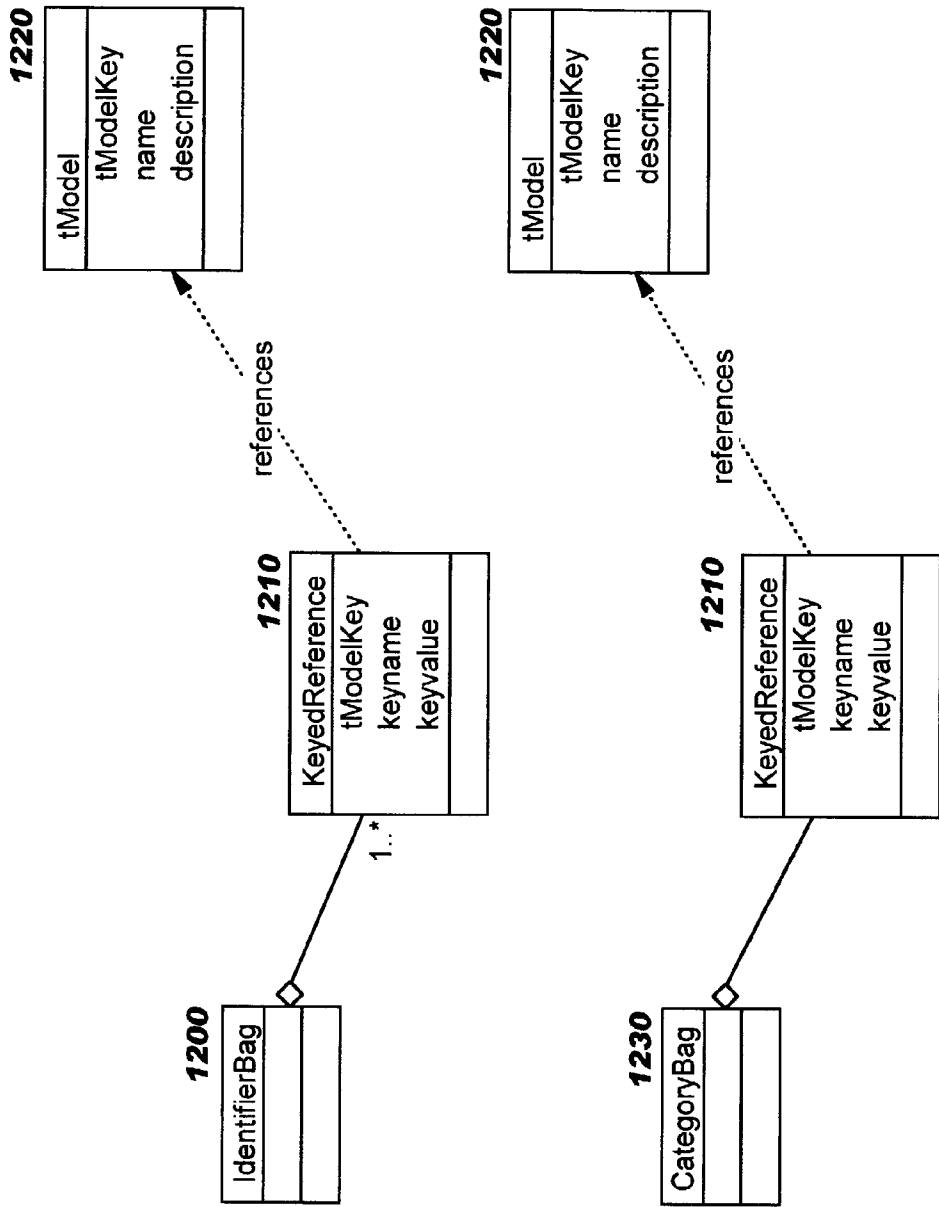 1200
IdentifierBag
1..*
1210
KeyedReference
tModelKey
keyname
keyvalue
references
1220
tModel
tModelKey
name
description
1230
CategoryBag
1210
KeyedReference
tModelKey
keyname
keyvalue
references
1220
tModel
tModelKey
name
description